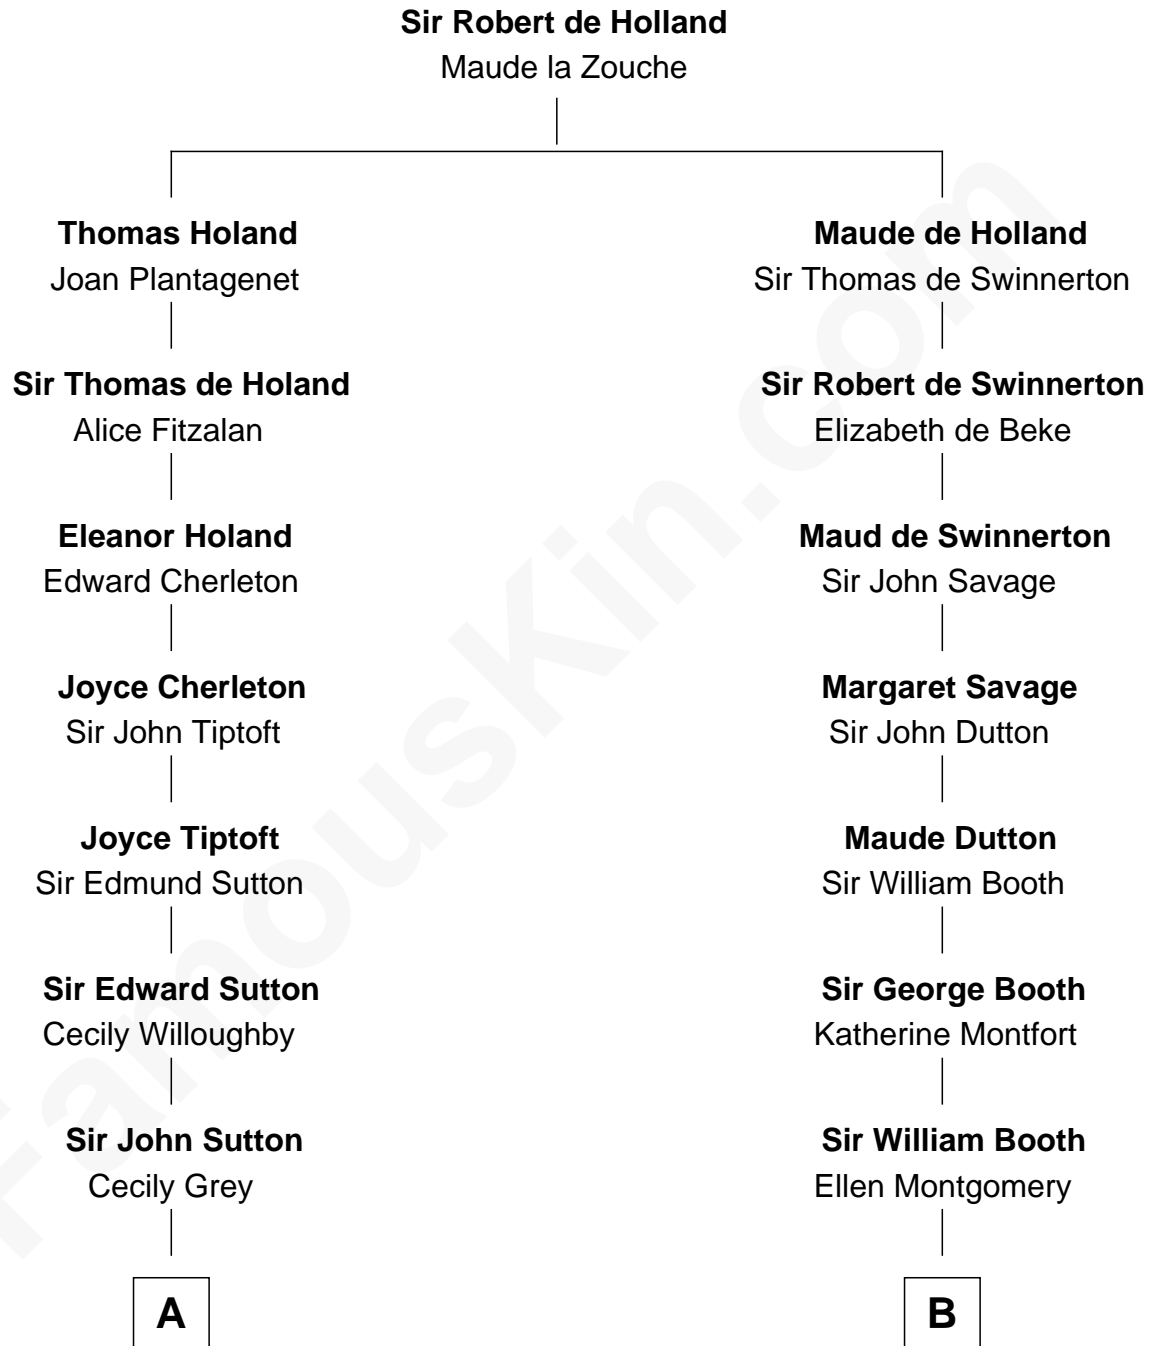 Sir Robert de Holland
Maude la Zouche
Thomas Holand
Joan Plantagenet
Maude de Holland
Sir Thomas de Swinnerton
Sir Thomas de Holand
Alice Fitzalan
Sir Robert de Swinnerton
Elizabeth de Beke
Eleanor Holand
Edward Cherleton
Maud de Swinnerton
Sir John Savage
Joyce Cherleton
Sir John Tiptoft
Margaret Savage
Sir John Dutton
Joyce Tiptoft
Sir Edmund Sutton
Maude Dutton
Sir William Booth
Sir Edward Sutton
Cecily Willoughby
Sir George Booth
Katherine Montfort
Sir John Sutton
Cecily Grey
Sir William Booth
Ellen Montgomery
A
B
FamousKin.com